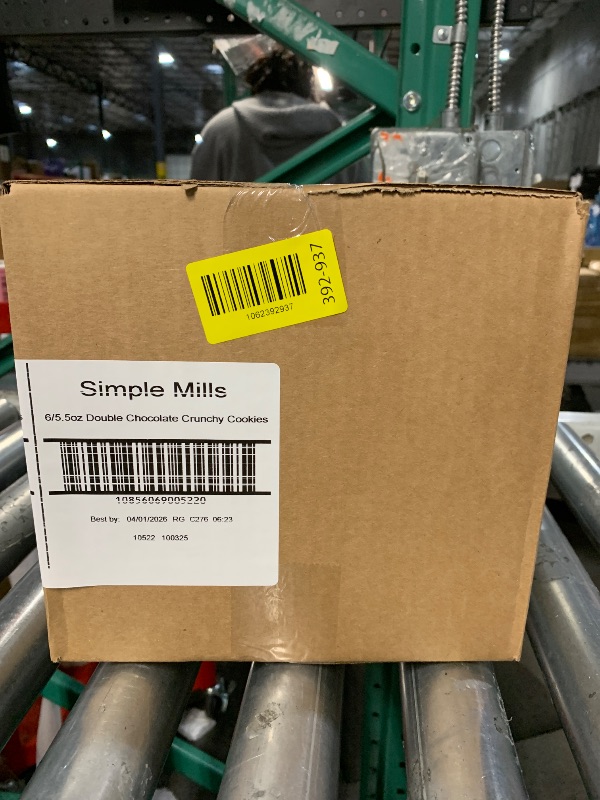 392-937
1062392937
Simple Mills
6/5.5oz Double Chocolate Crunchy Cookies
10856069005220
Best by: 04/01/2026 RG C276 06:23
10522 100325